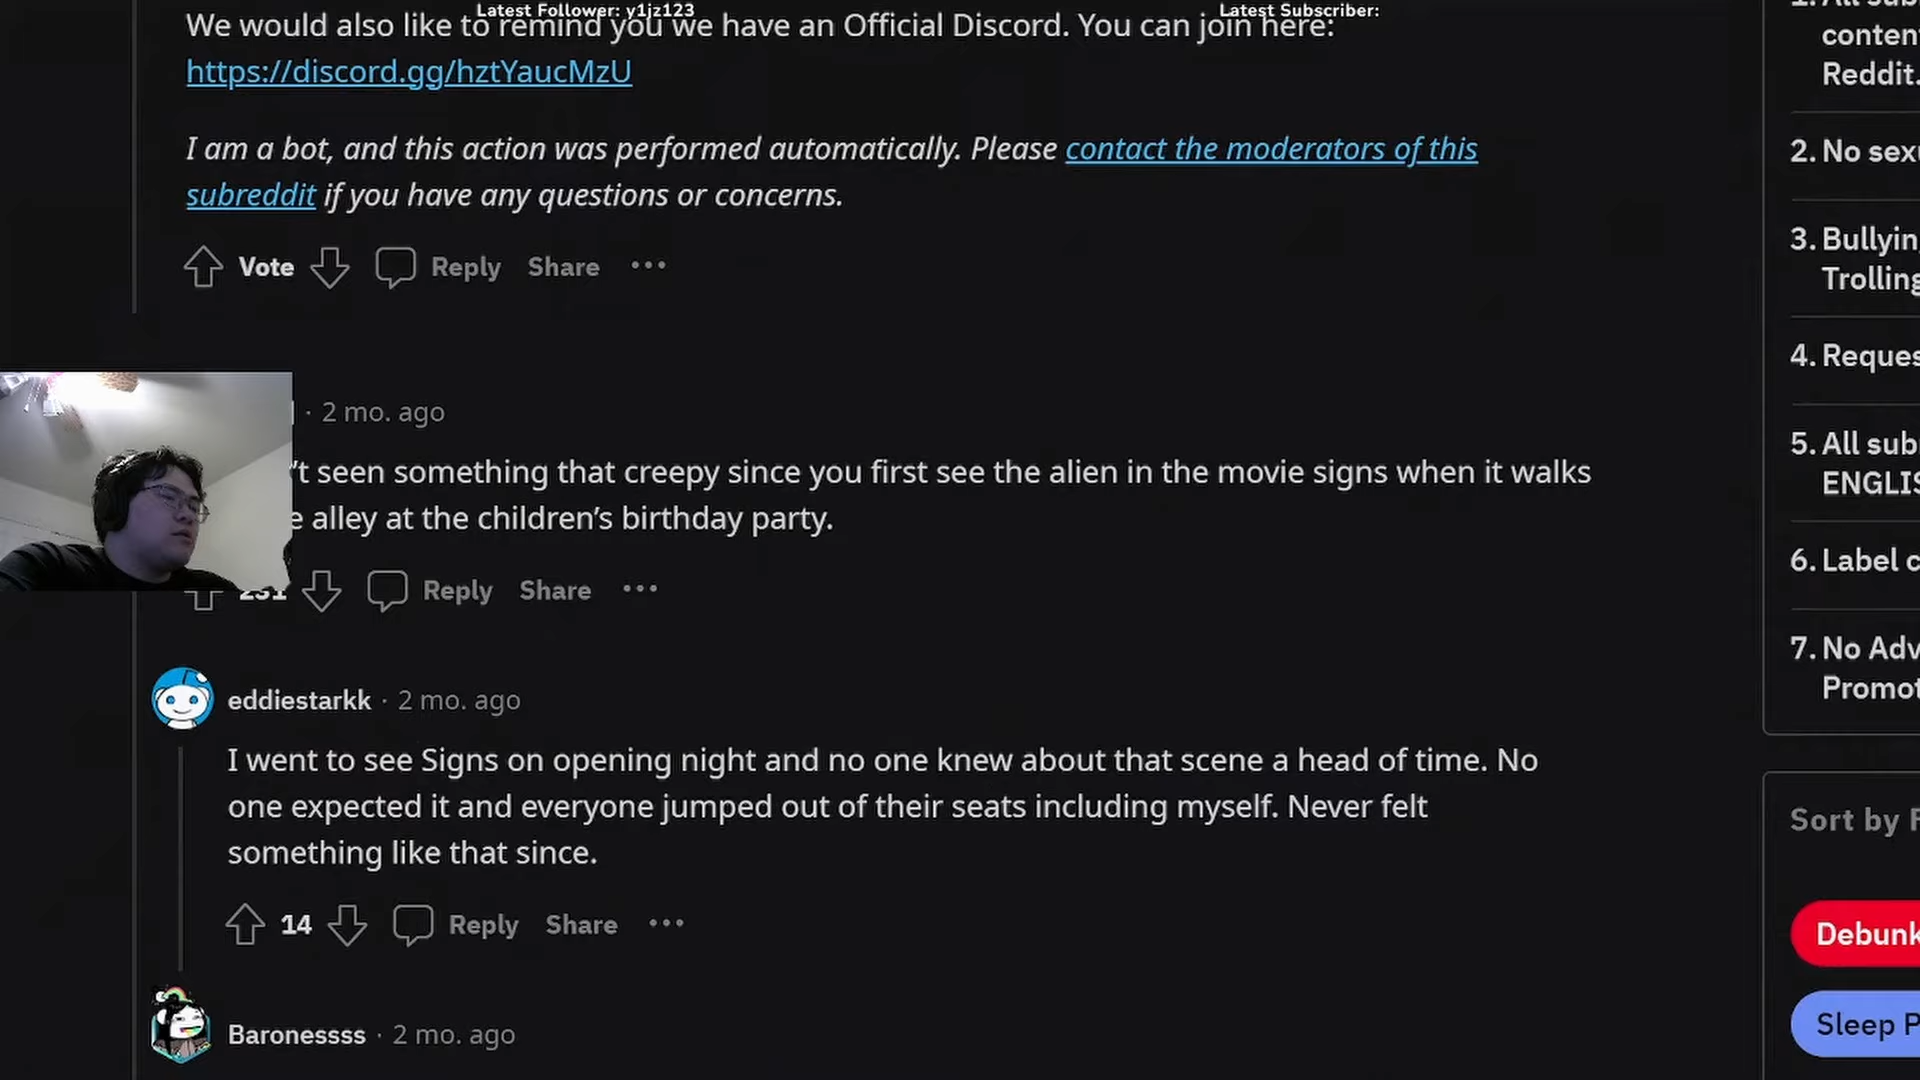 Latest Follower: y1jz123
Latest Subscriber:
We would also like to remind you we have an Official Discord. You can join here:
https://discord.gg/hztYaucMzU
I am a bot, and this action was performed automatically. Please contact the moderators of this
subreddit if you have any questions or concerns.
Vote Reply Share
· 2 mo. ago
't seen something that creepy since you first see the alien in the movie signs when it walks
e alley at the children's birthday party.
231 Reply Share
eddiestarkk · 2 mo. ago
I went to see Signs on opening night and no one knew about that scene a head of time. No
one expected it and everyone jumped out of their seats including myself. Never felt
something like that since.
14 Reply Share
Baronessss · 2 mo. ago
1. All sub
conten
Reddit.
2. No sex
3. Bullyin
Trolling
4. Reques
5. All sub
ENGLIS
6. Label c
7. No Adv
Promot
Sort by F
Debunk
Sleep P